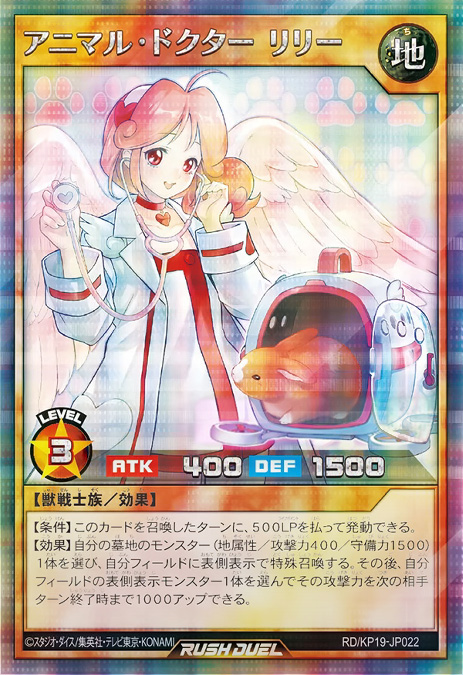 アニマル・ドクター リリー
地
LEVEL
3
ATK 400 DEF 1500
【獣戦士族／効果】
【条件】このカードを召喚したターンに、500LPを払って発動できる。
【効果】自分の墓地のモンスター（地属性／攻撃力400／守備力1500）
1体を選び、自分フィールドに表側表示で特殊召喚する。その後、自分
フィールドの表側表示モンスター1体を選んでその攻撃力を次の相手
ターン終了時まで1000アップできる。
©スタジオ・ダイス/集英社・テレビ東京・KONAMI
RUSH DUEL
RD/KP19-JP022